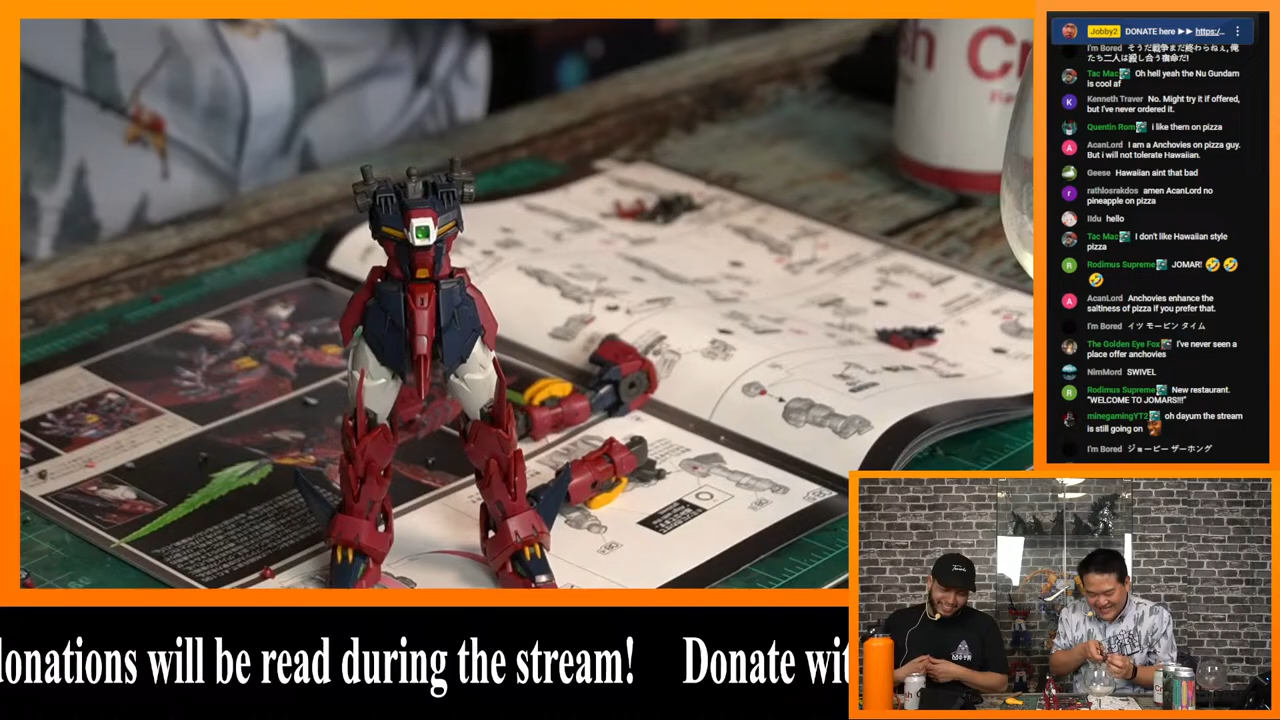 Jobby2 DONATE here ►► https:/...
I'm Bored そうだ戦争まだ終わらねぇ,俺
たち二人は殺し合う宿命だ!
Tac Mac Oh hell yeah the Nu Gundam
is cool af
Kenneth Traver No. Might try it if offered,
but I've never ordered it.
Quentin Rom i like them on pizza
AcanLord I am a Anchovies on pizza guy.
But i will not tolerate Hawaiian.
Geese Hawaiian aint that bad
rathlosrakdos amen AcanLord no
pineapple on pizza
IIdu hello
Tac Mac I don't like Hawaiian style
pizza
Rodimus Supreme JOMAR! 🤣 🤣
🤣
AcanLord Anchovies enhance the
saltiness of pizza if you prefer that.
I'm Bored イツ モービン タイム
The Golden Eye Fox I've never seen a
place offer anchovies
NimMord SWIVEL
Rodimus Supreme New restaurant.
"WELCOME TO JOMARS!!!"
minegamingYT2 oh dayum the stream
is still going on
I'm Bored ジョービー ザーホング
donations will be read during the stream! Donate wit